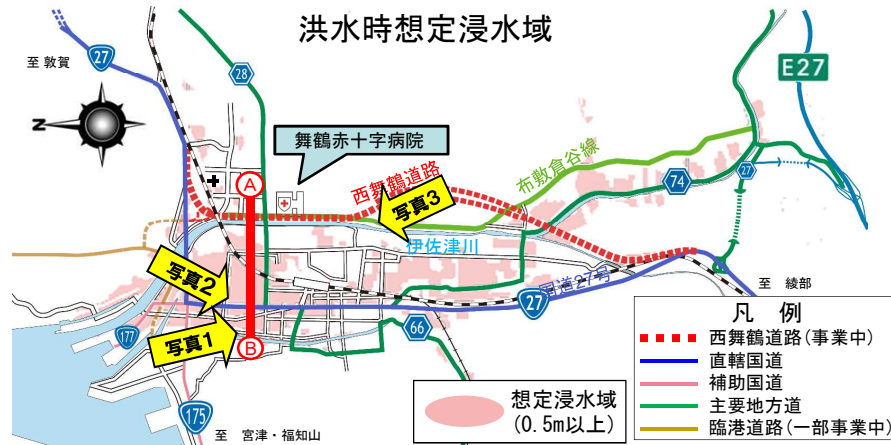 洪水時想定浸水域
至 敦賀
27
28
E27
N
舞鶴赤十字病院
西舞鶴道路
布敷倉谷線
27
74
A
写真3
伊佐津川
写真2
国道27号
27
至 綾部
写真1
B
66
177
175
至 宮津・福知山
想定浸水域
(0.5m以上)
凡 例
西舞鶴道路(事業中)
直轄国道
補助国道
主要地方道
臨港道路(一部事業中)